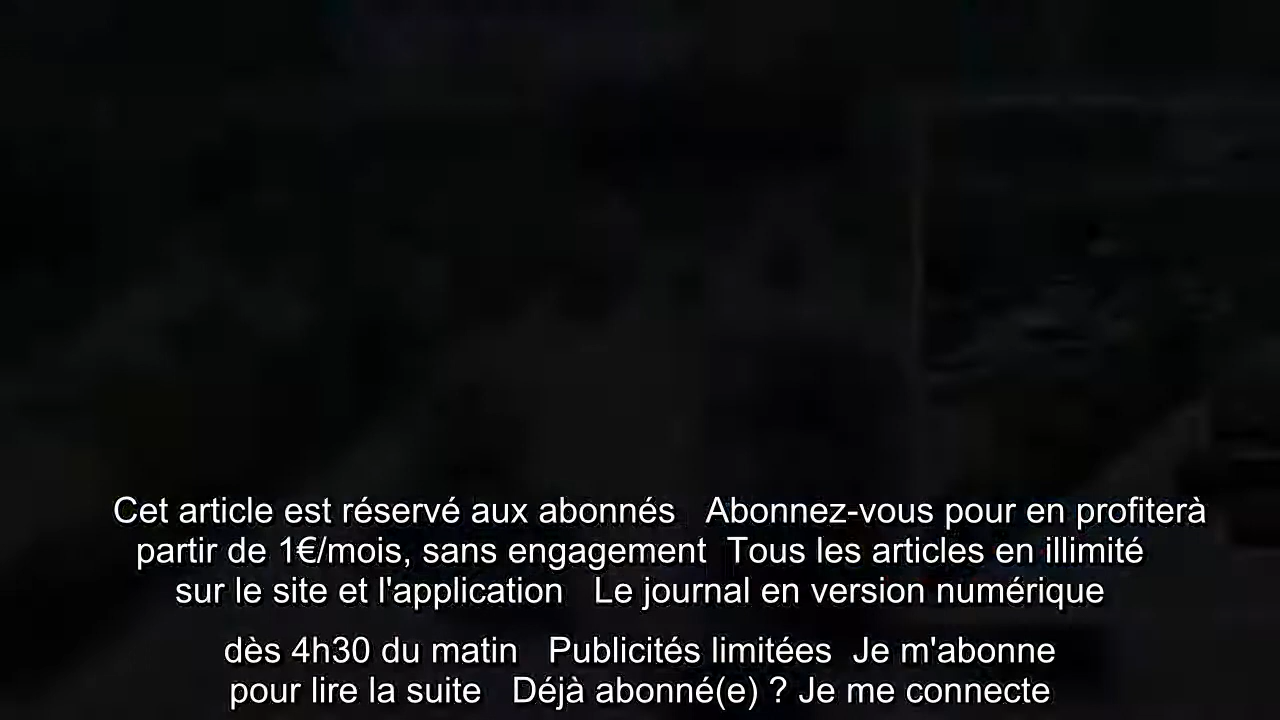 Cet article est réservé aux abonnés   Abonnez-vous pour en profiterà
partir de 1€/mois, sans engagement  Tous les articles en illimité
sur le site et l'application   Le journal en version numérique
dès 4h30 du matin   Publicités limitées  Je m'abonne
pour lire la suite   Déjà abonné(e) ? Je me connecte